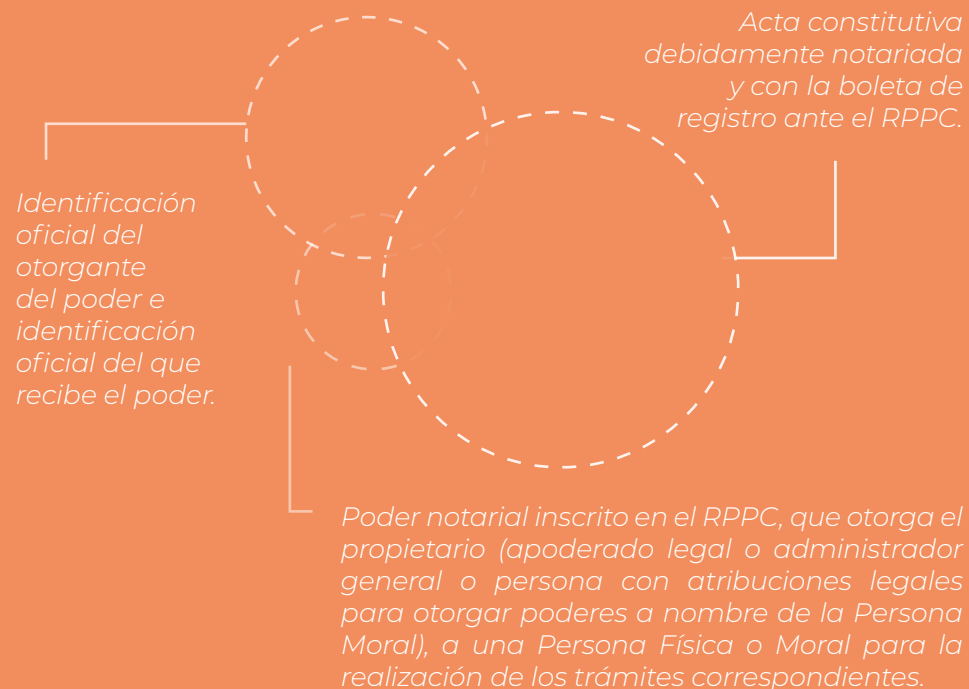 Acta constitutiva
debidamente notariada
y con la boleta de
registro ante el RPPC.
Identificación
oficial del
otorgante
del poder e
identificación
oficial del que
recibe el poder.
Poder notarial inscrito en el RPPC, que otorga el
propietario (apoderado legal o administrador
general o persona con atribuciones legales
para otorgar poderes a nombre de la Persona
Moral), a una Persona Física o Moral para la
realización de los trámites correspondientes.